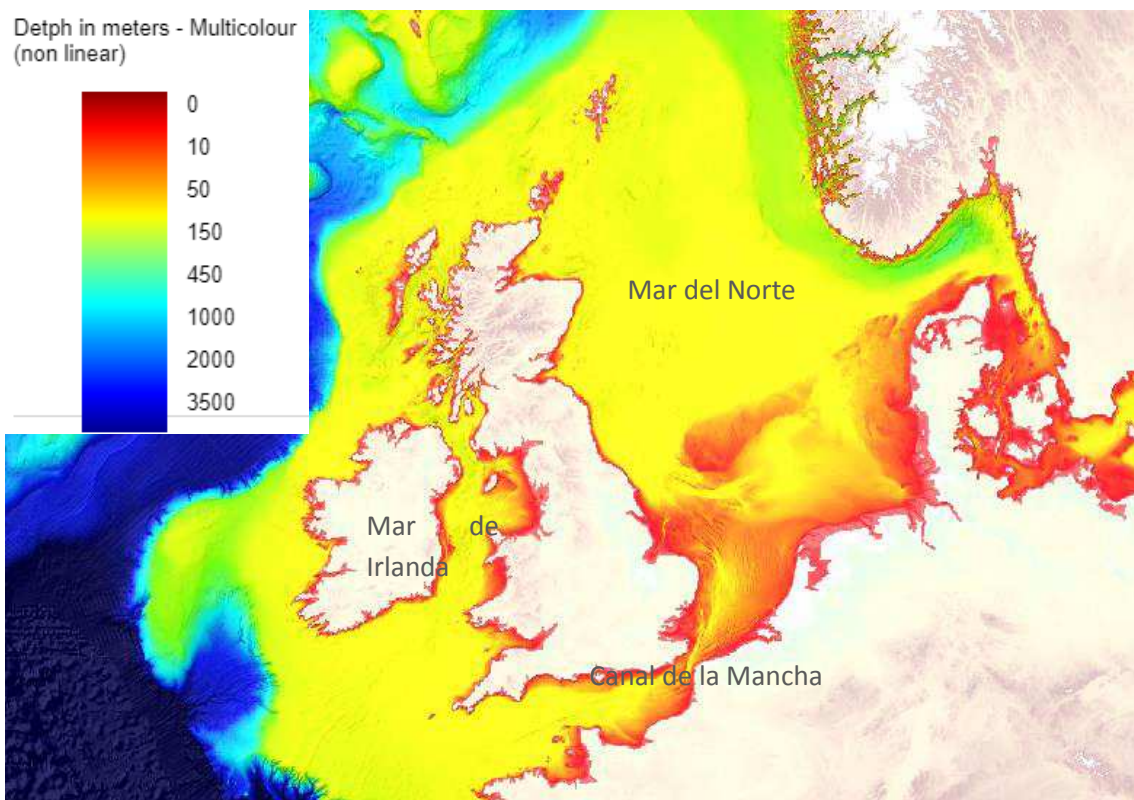 Detph in meters - Multicolour
(non linear)
0
10
50
150
450
1000
2000
3500
Mar del Norte
Mar de
Irlanda
Canal de la Mancha